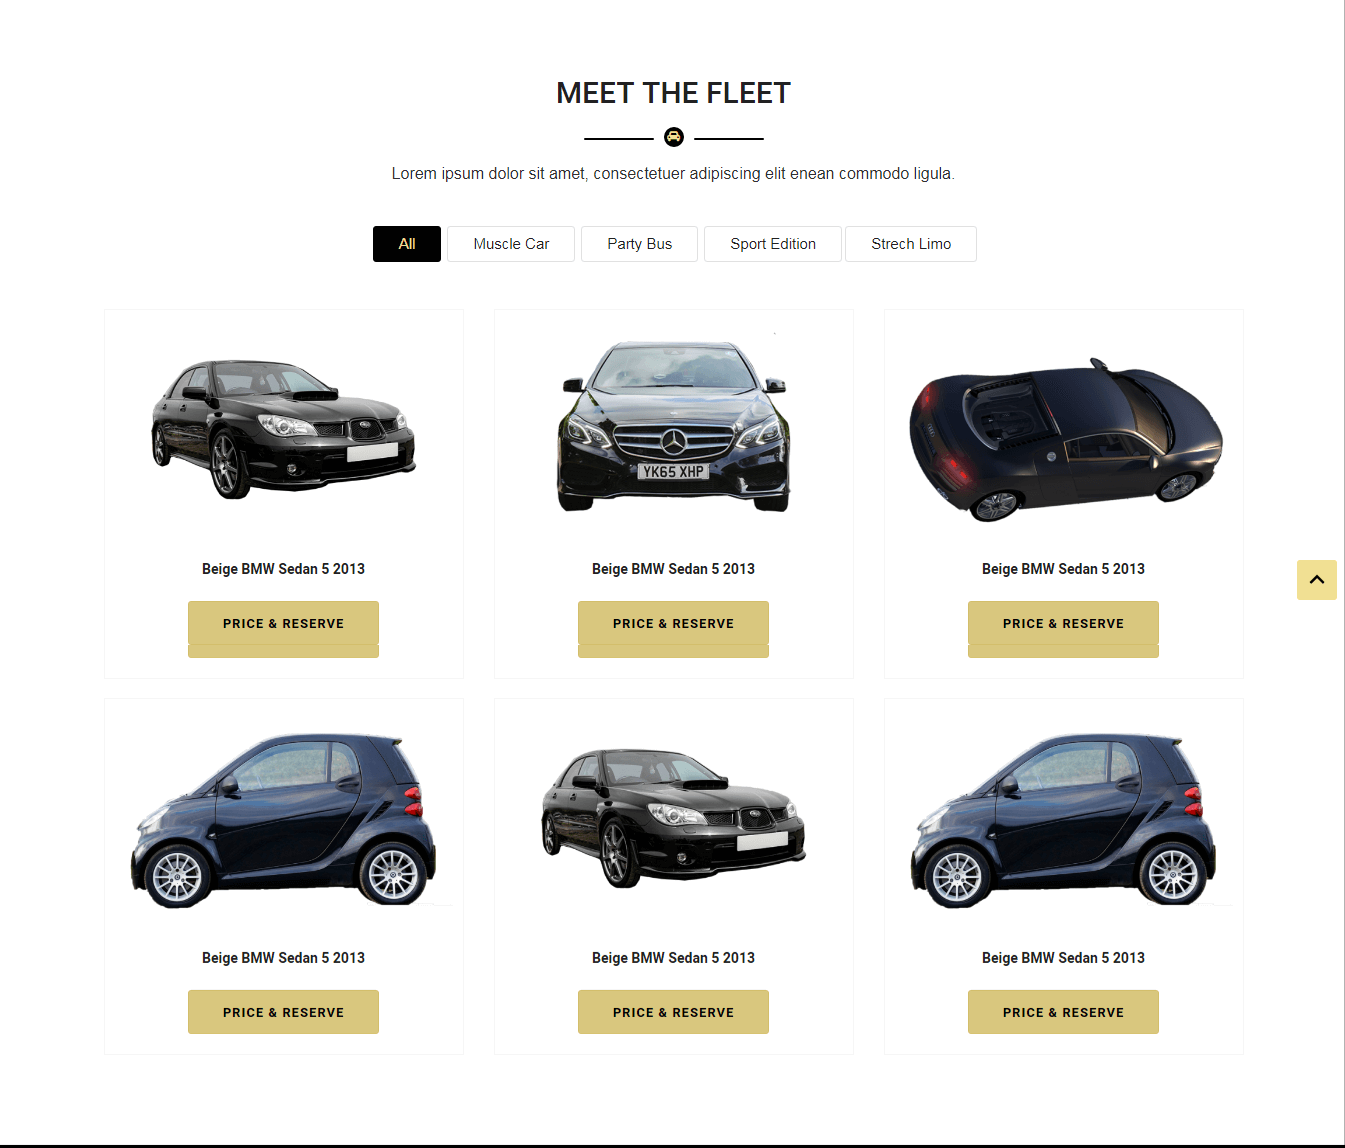 MEET THE FLEET
Lorem ipsum dolor sit amet, consectetuer adipiscing elit enean commodo ligula.
All
Muscle Car
Party Bus
Sport Edition
Strech Limo
YK65 XHP
Beige BMW Sedan 5 2013
Beige BMW Sedan 5 2013
Beige BMW Sedan 5 2013
PRICE & RESERVE
PRICE & RESERVE
PRICE & RESERVE
Beige BMW Sedan 5 2013
Beige BMW Sedan 5 2013
Beige BMW Sedan 5 2013
PRICE & RESERVE
PRICE & RESERVE
PRICE & RESERVE